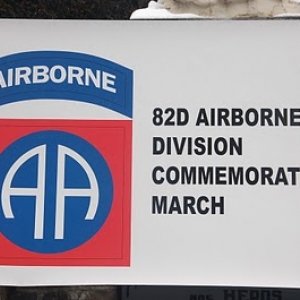 AIRBORNE
AA
82D AIRBORNE
DIVISION
COMMEMORAT
MARCH